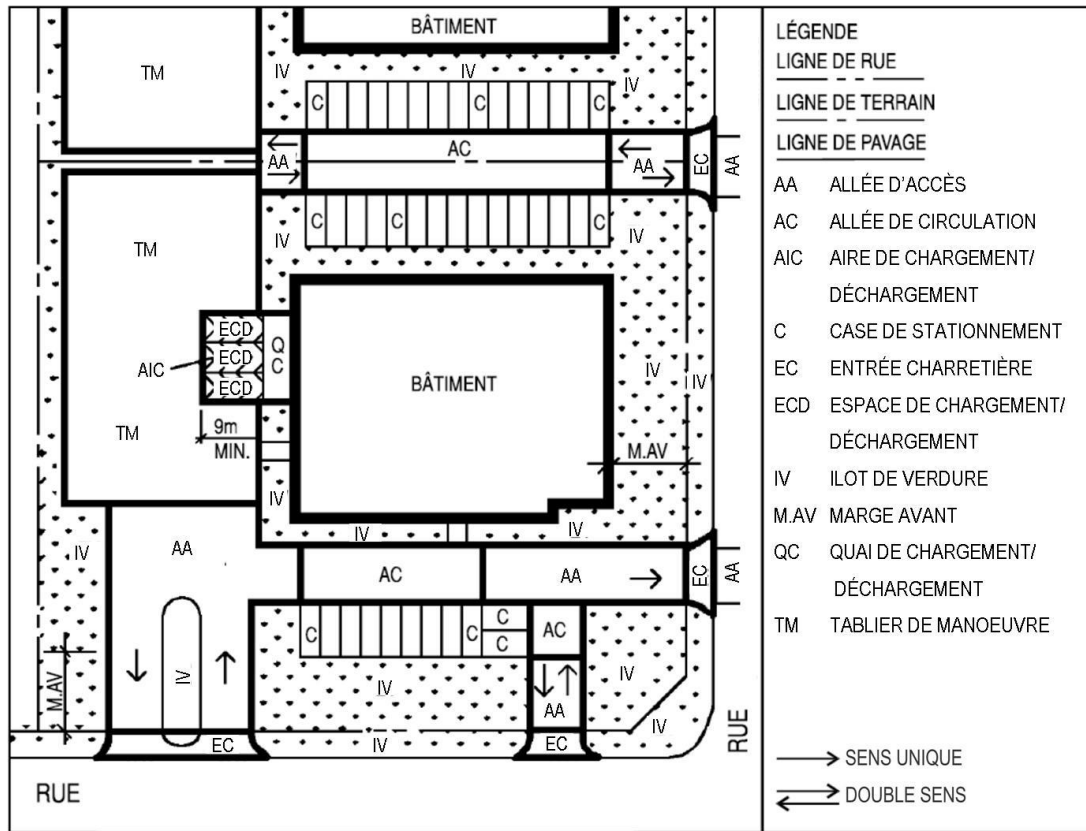 BÂTIMENT
TM
IV
IV
IV
C
C
C
AA
AC
AA
EC
AA
TM
IV
C
C
C
IV
ECD
ECD
ECD
Q
C
AIC
BÂTIMENT
IV
IV
TM
9m
MIN.
M.AV
IV
IV
IV
IV
AA
AC
AA
EC
AA
C
C
C
C
AC
M.AV
IV
IV
IV
IV
AA
EC
IV
EC
IV
RUE
RUE
LÉGENDE
LIGNE DE RUE
LIGNE DE TERRAIN
LIGNE DE PAVAGE
AA ALLÉE D'ACCÈS
AC ALLÉE DE CIRCULATION
AIC AIRE DE CHARGEMENT/
DÉCHARGEMENT
C CASE DE STATIONNEMENT
EC ENTRÉE CHARRETIÈRE
ECD ESPACE DE CHARGEMENT/
DÉCHARGEMENT
IV ILOT DE VERDURE
M.AV MARGE AVANT
QC QUAI DE CHARGEMENT/
DÉCHARGEMENT
TM TABLIER DE MANOEUVRE
SENS UNIQUE
DOUBLE SENS